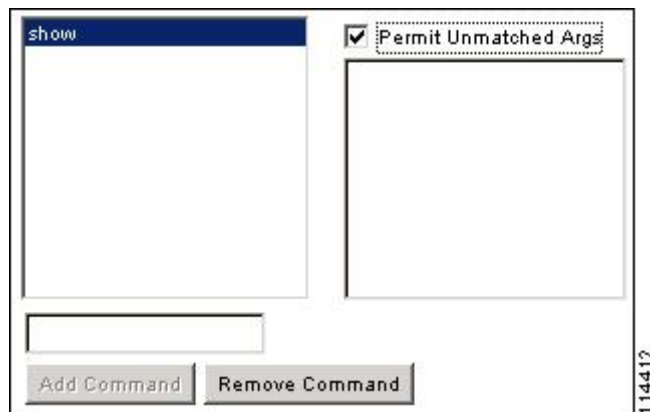 show
Permit Unmatched Args
Add Command
Remove Command
114412